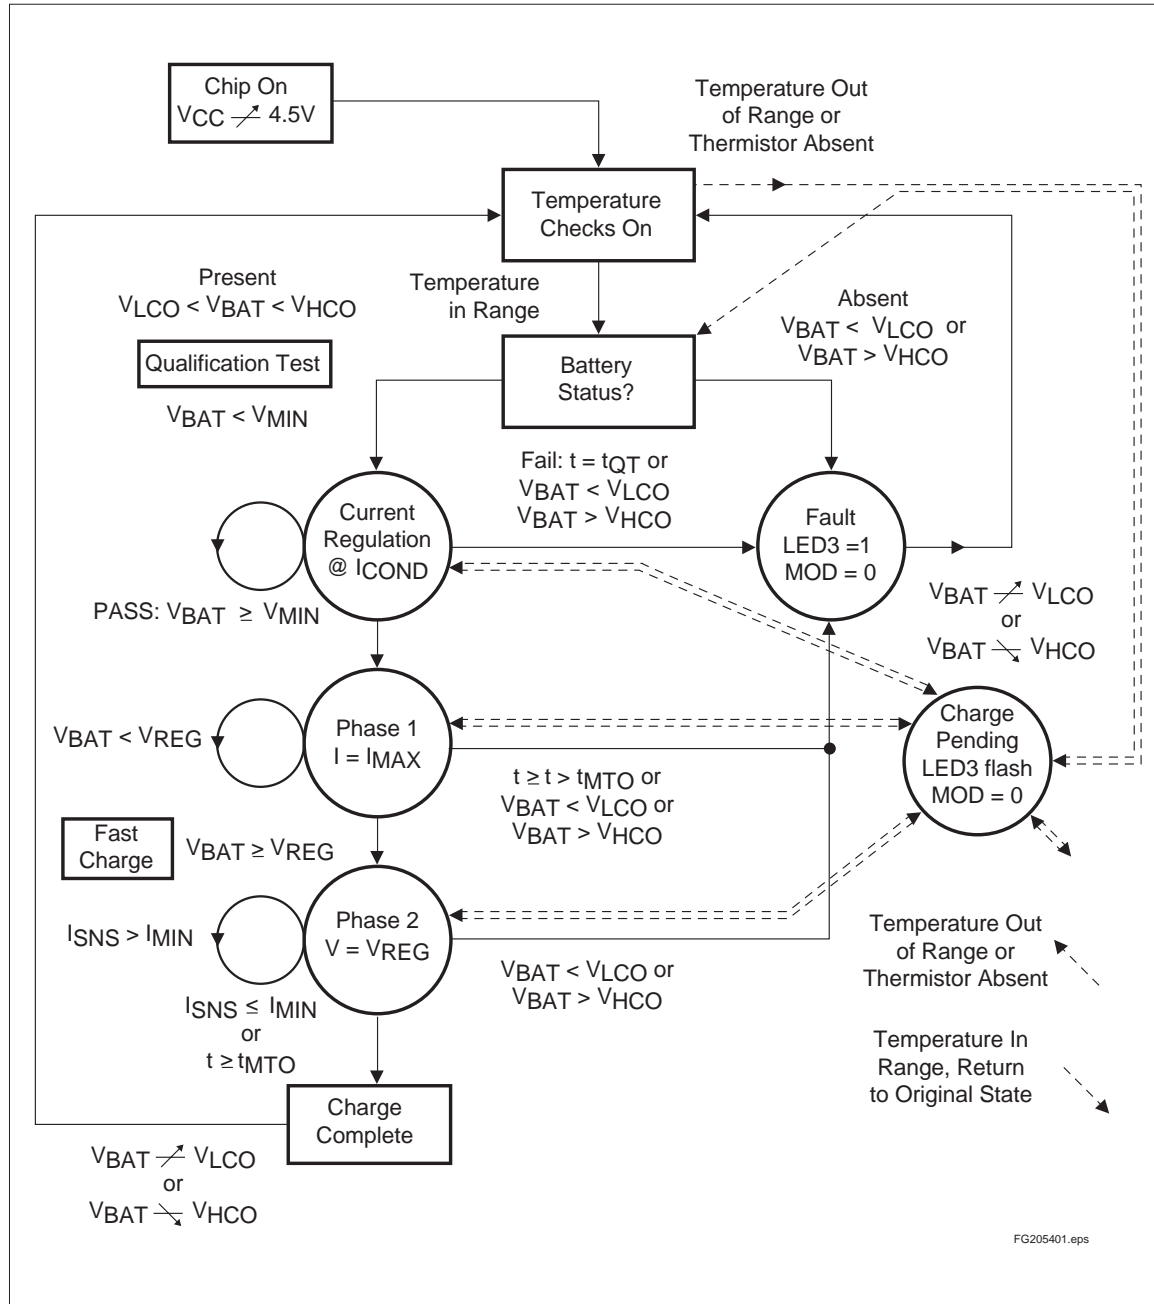 Chip On
VCC ↗ 4.5V
Temperature Out
of Range or
Thermistor Absent
Temperature
Checks On
Present
VLCO < VBAT < VHCO
Temperature
in Range
Absent
VBAT < VLCO or
VBAT > VHCO
Qualification Test
Battery
Status?
VBAT < VMIN
Fail: t = tQT or
VBAT < VLCO
VBAT > VHCO
Current
Regulation
@ ICOND
Fault
LED3 =1
MOD = 0
PASS: VBAT ≥ VMIN
VBAT ↗ VLCO
or
VBAT ↘ VHCO
Phase 1
I = IMAX
VBAT < VREG
Charge
Pending
LED3 flash
MOD = 0
t ≥ t > tMTO or
VBAT < VLCO or
VBAT > VHCO
Fast
Charge
VBAT ≥ VREG
Phase 2
V = VREG
ISNS > IMIN
VBAT < VLCO or
VBAT > VHCO
Temperature Out
of Range or
Thermistor Absent
ISNS ≤ IMIN
or
t ≥ tMTO
Temperature In
Range, Return
to Original State
Charge
Complete
VBAT ↗ VLCO
or
VBAT ↘ VHCO
FG205401.eps